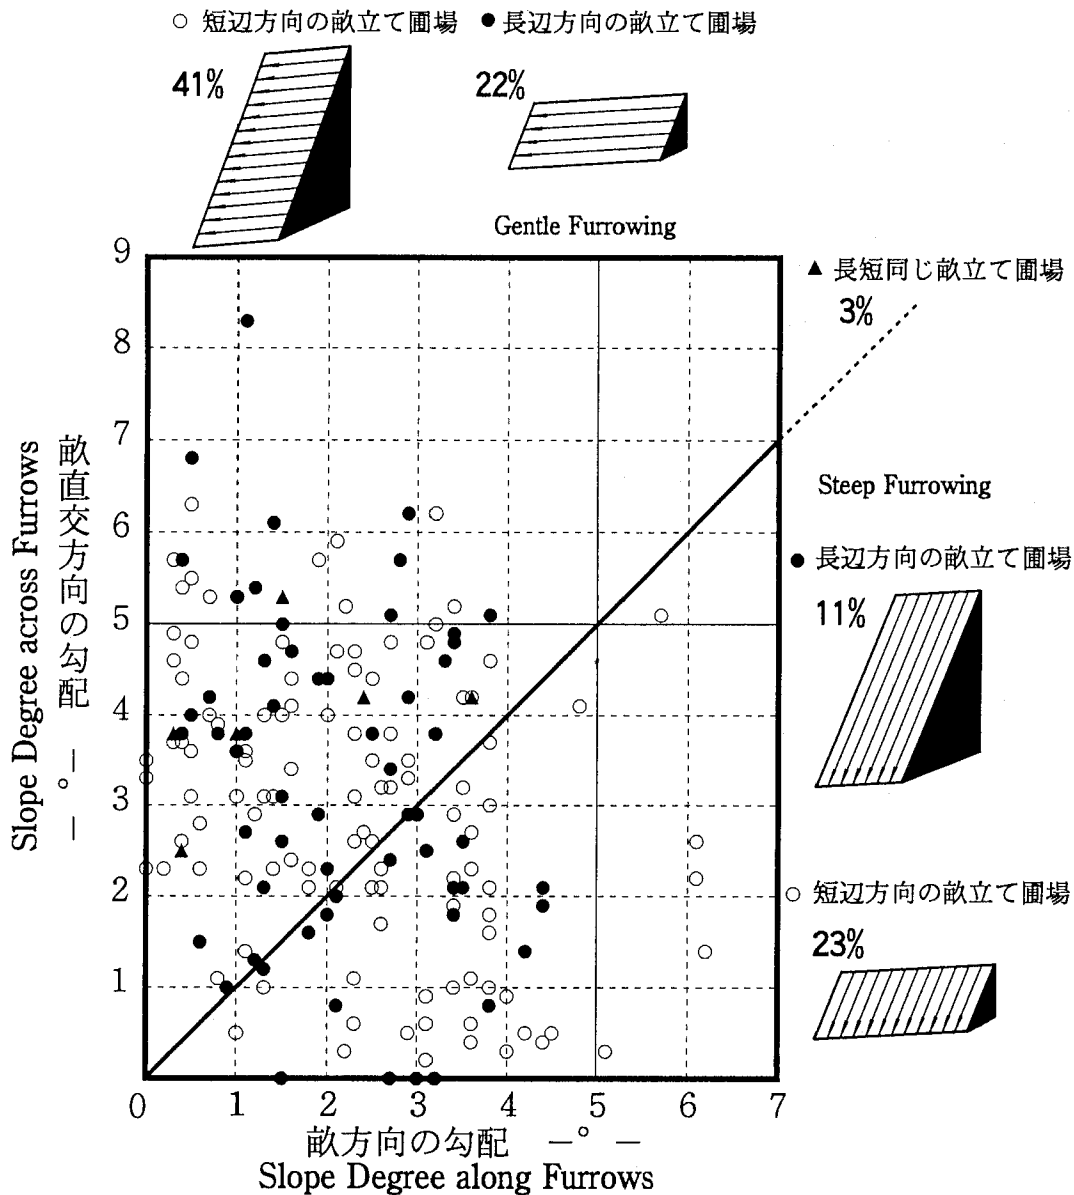 ○ 短辺方向の畝立て圃場 ● 長辺方向の畝立て圃場
41%
22%
Gentle Furrowing
▲ 長短同じ畝立て圃場
3%
Steep Furrowing
● 長辺方向の畝立て圃場
11%
○ 短辺方向の畝立て圃場
23%
9
8
7
6
5
4
3
2
1
0 1 2 3 4 5 6 7
畝直交方向の勾配 ー°ー
Slope Degree across Furrows
畝方向の勾配 ー°ー
Slope Degree along Furrows